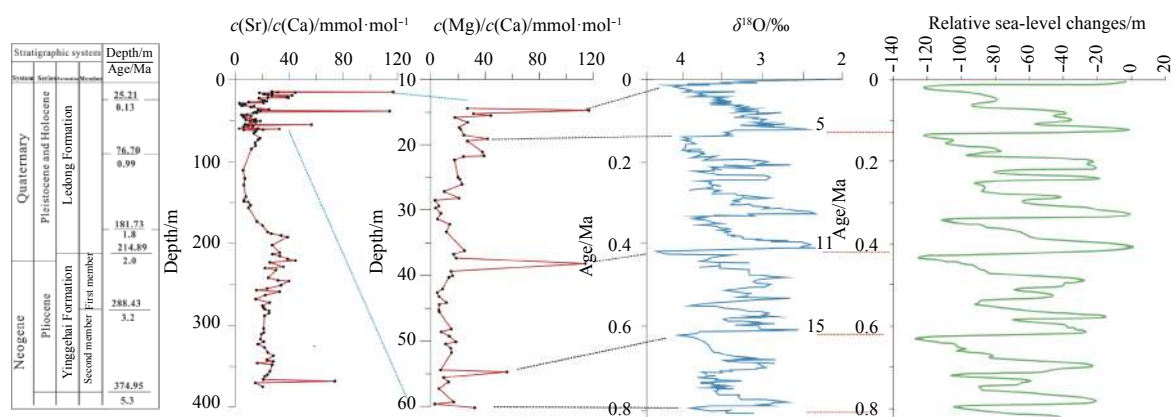 c(Sr)/c(Ca)/mmol·mol⁻¹
c(Mg)/c(Ca)/mmol·mol⁻¹
δ¹⁸O/‰
Relative sea-level changes/m
Stratigraphic system
Depth/m
Age/Ma
System
Series
Formation
Member
Quaternary
Neogene
Pleistocene and Holocene
Pliocene
Ledong Formation
Yinggehai Formation
First member
Second member
25.21
0.13
76.70
0.99
181.73
1.8
214.89
2.0
288.43
3.2
374.95
5.3
0 40 80 120
0
100
200
300
400
Depth/m
0 40 80 120
10
20
30
40
50
60
Depth/m
4 3 2
0
0.2
0.4
0.6
0.8
Age/Ma
5
11
15
−140 −120 −100 −80 −60 −40 −20 0 20
0
0.2
0.4
0.6
0.8
Age/Ma